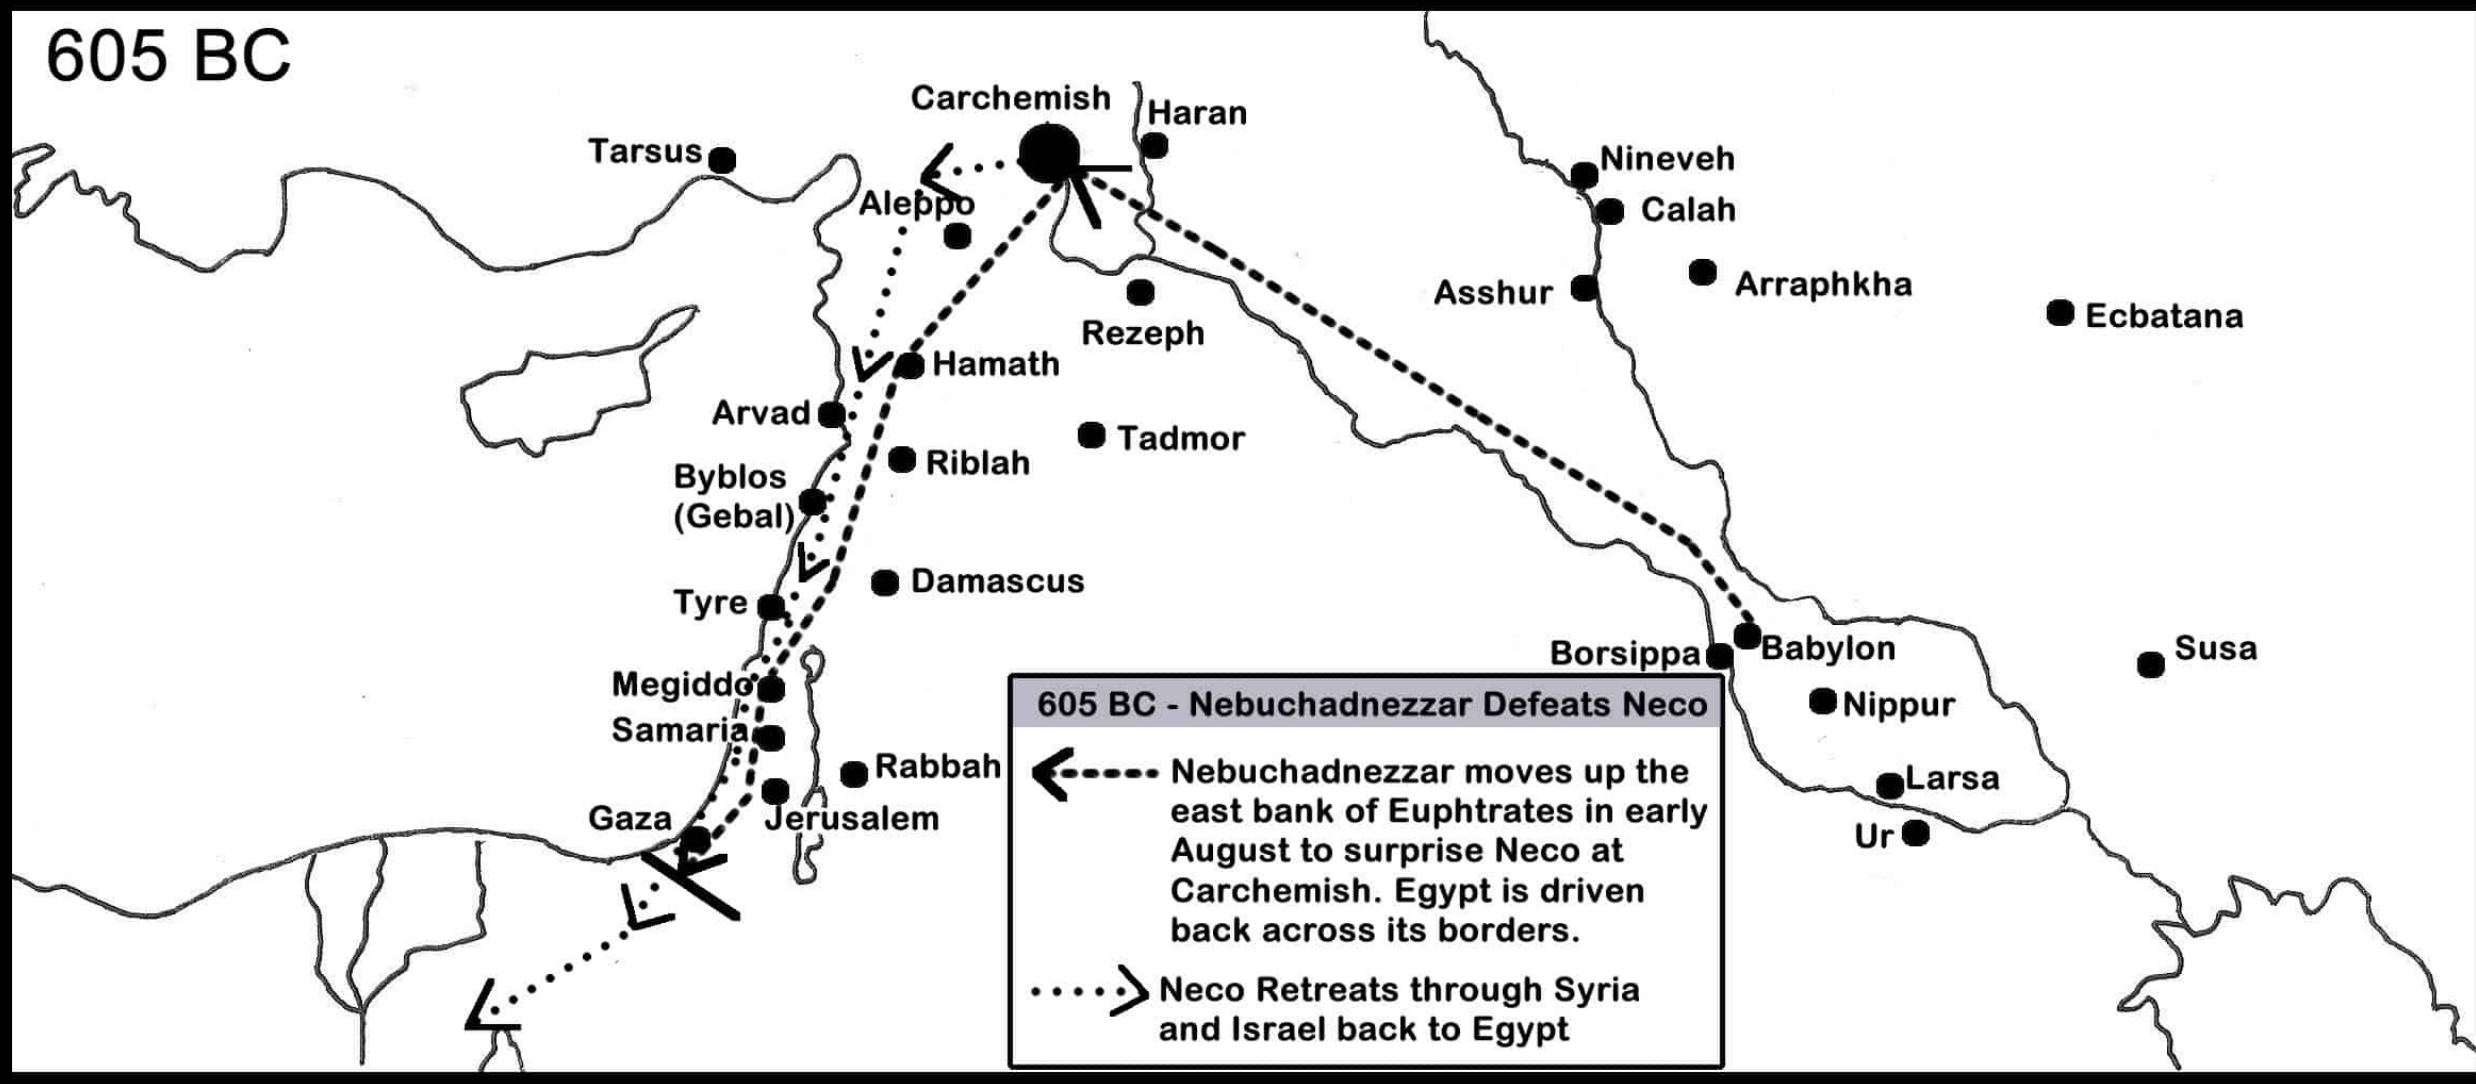 605 BC
Carchemish
Haran
Tarsus
Nineveh
Aleppo
Calah
Asshur
Arraphkha
Ecbatana
Rezeph
Hamath
Arvad
Tadmor
Riblah
Byblos
(Gebal)
Damascus
Tyre
Borsippa
Babylon
Susa
Megiddo
Samaria
Nippur
Rabbah
Larsa
Gaza
Jerusalem
Ur
605 BC - Nebuchadnezzar Defeats Neco
Nebuchadnezzar moves up the
east bank of Euphtrates in early
August to surprise Neco at
Carchemish. Egypt is driven
back across its borders.
Neco Retreats through Syria
and Israel back to Egypt